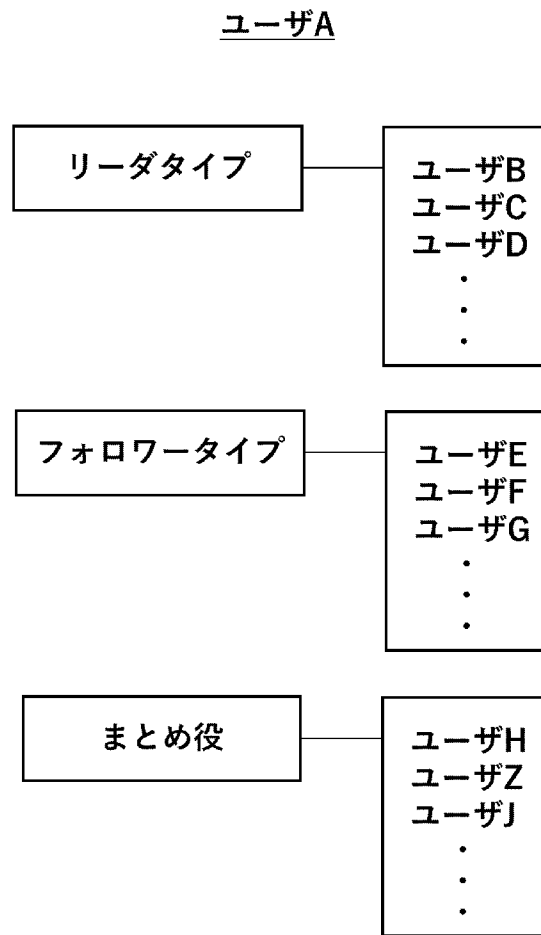 ユーザA
リーダタイプ
ユーザB
ユーザC
ユーザD
・
・
・
フォロワータイプ
ユーザE
ユーザF
ユーザG
・
・
・
まとめ役
ユーザH
ユーザZ
ユーザJ
・
・
・